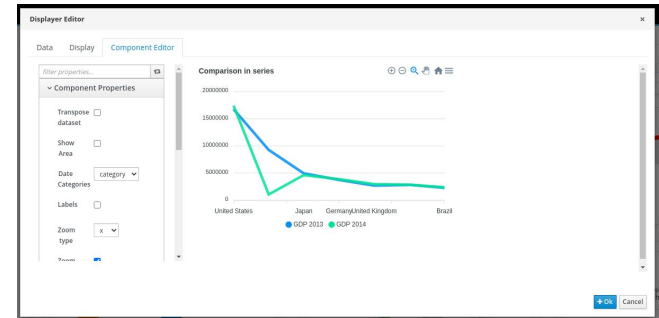 Displayer Editor ×
Data Display Component Editor
filter properties...
Component Properties
Transpose
dataset
Show
Area
Date
Categories
category
Labels
Zoom
type
x
Zoom
Comparison in series
20000000
15000000
10000000
5000000
0
United States Japan Germany United Kingdom Brazil
GDP 2013 GDP 2014
+ Ok Cancel